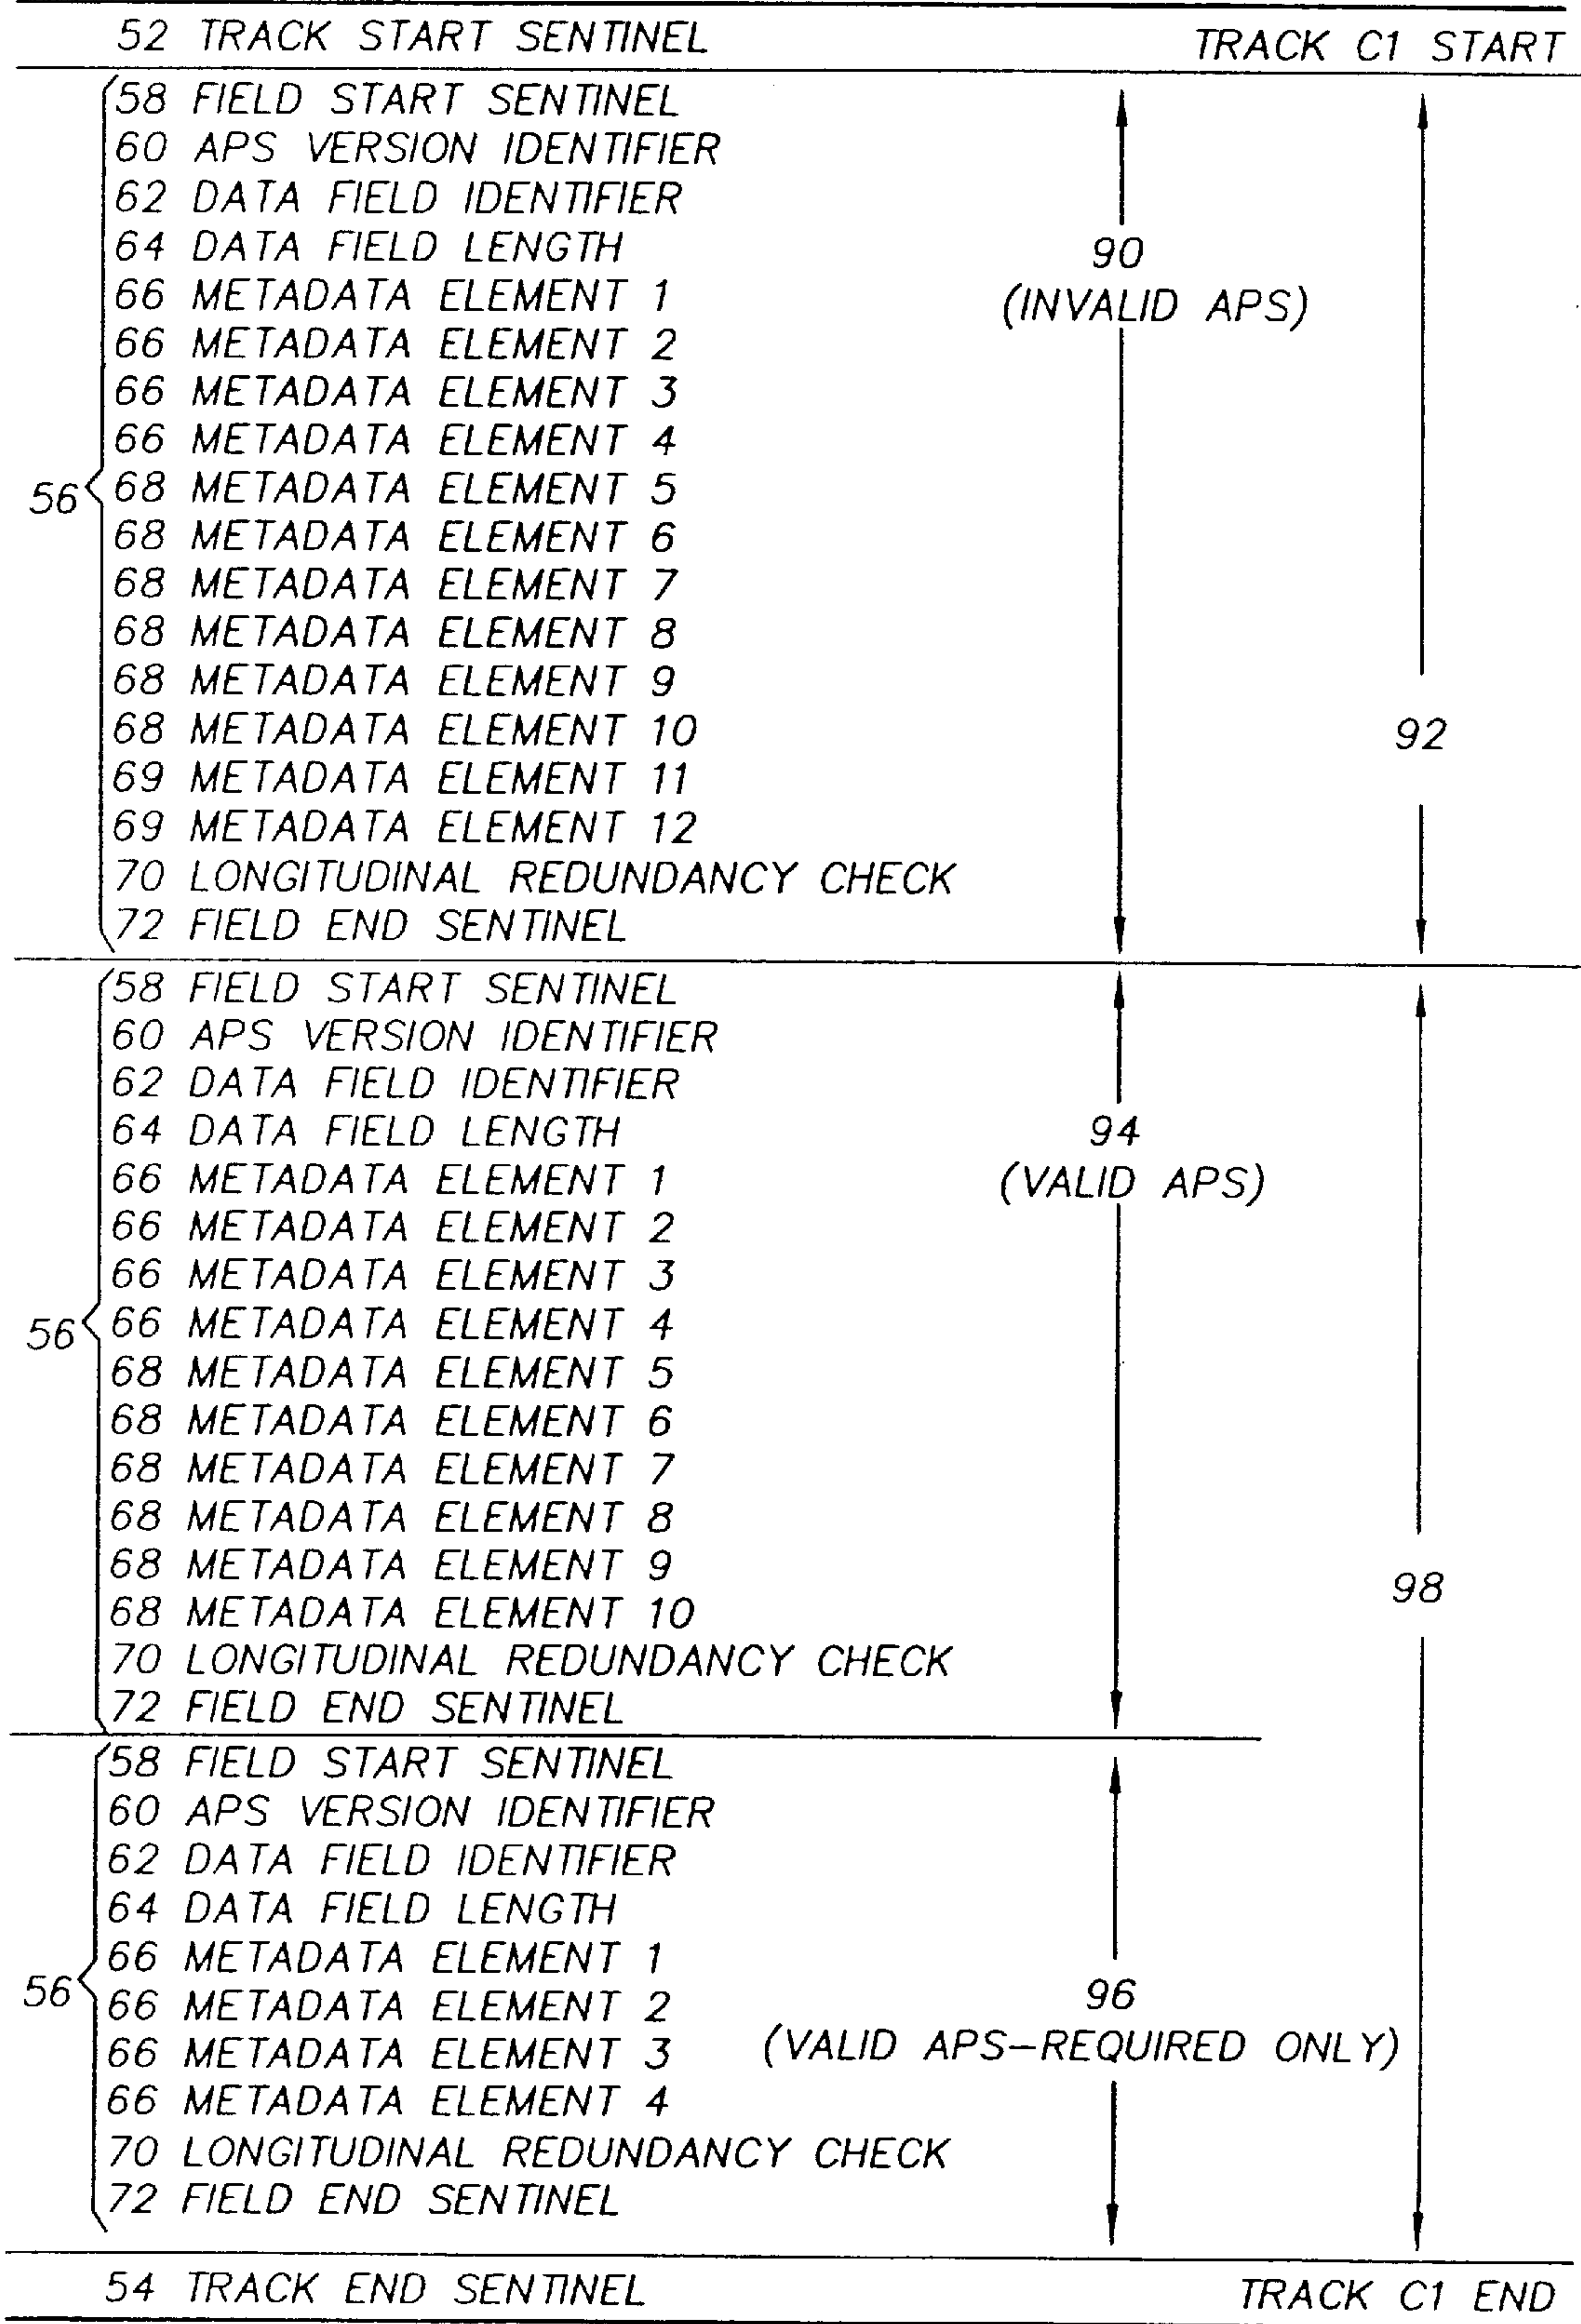 52 TRACK START SENTINEL TRACK C1 START
58 FIELD START SENTINEL
60 APS VERSION IDENTIFIER
62 DATA FIELD IDENTIFIER
64 DATA FIELD LENGTH 90
66 METADATA ELEMENT 1 (INVALID APS)
66 METADATA ELEMENT 2
66 METADATA ELEMENT 3
66 METADATA ELEMENT 4
56 68 METADATA ELEMENT 5
68 METADATA ELEMENT 6
68 METADATA ELEMENT 7
68 METADATA ELEMENT 8
68 METADATA ELEMENT 9
68 METADATA ELEMENT 10 92
69 METADATA ELEMENT 11
69 METADATA ELEMENT 12
70 LONGITUDINAL REDUNDANCY CHECK
72 FIELD END SENTINEL
58 FIELD START SENTINEL
60 APS VERSION IDENTIFIER
62 DATA FIELD IDENTIFIER
64 DATA FIELD LENGTH 94
66 METADATA ELEMENT 1 (VALID APS)
66 METADATA ELEMENT 2
66 METADATA ELEMENT 3
56 66 METADATA ELEMENT 4
68 METADATA ELEMENT 5
68 METADATA ELEMENT 6
68 METADATA ELEMENT 7
68 METADATA ELEMENT 8
68 METADATA ELEMENT 9 98
68 METADATA ELEMENT 10
70 LONGITUDINAL REDUNDANCY CHECK
72 FIELD END SENTINEL
58 FIELD START SENTINEL
60 APS VERSION IDENTIFIER
62 DATA FIELD IDENTIFIER
64 DATA FIELD LENGTH
66 METADATA ELEMENT 1
56 66 METADATA ELEMENT 2 96
66 METADATA ELEMENT 3 (VALID APS-REQUIRED ONLY)
66 METADATA ELEMENT 4
70 LONGITUDINAL REDUNDANCY CHECK
72 FIELD END SENTINEL
54 TRACK END SENTINEL TRACK C1 END